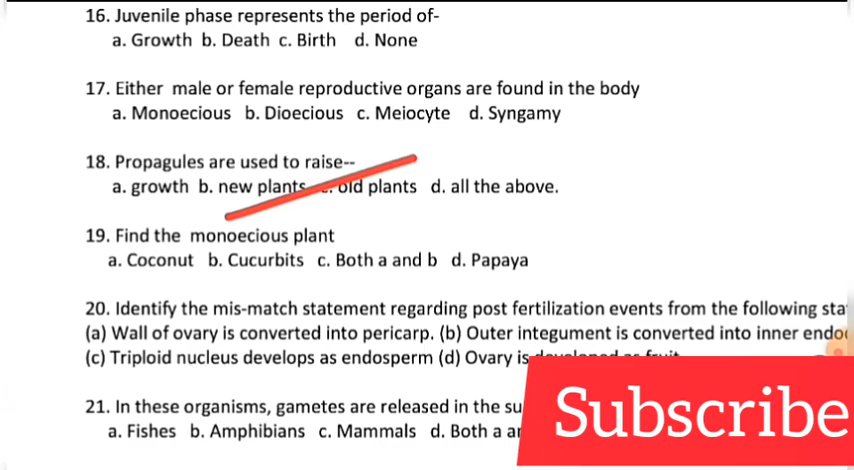 16. Juvenile phase represents the period of-
a. Growth b. Death c. Birth d. None
17. Either male or female reproductive organs are found in the body
a. Monoecious b. Dioecious c. Meiocyte d. Syngamy
18. Propagules are used to raise--
a. growth b. new plants c. old plants d. all the above.
19. Find the monoecious plant
a. Coconut b. Cucurbits c. Both a and b d. Papaya
20. Identify the mis-match statement regarding post fertilization events from the following
(a) Wall of ovary is converted into pericarp. (b) Outer integument is converted into inner
(c) Triploid nucleus develops as endosperm (d) Ovary is developed as fruit
21. In these organisms, gametes are released in the
a. Fishes b. Amphibians c. Mammals d. Both a
Subscribe